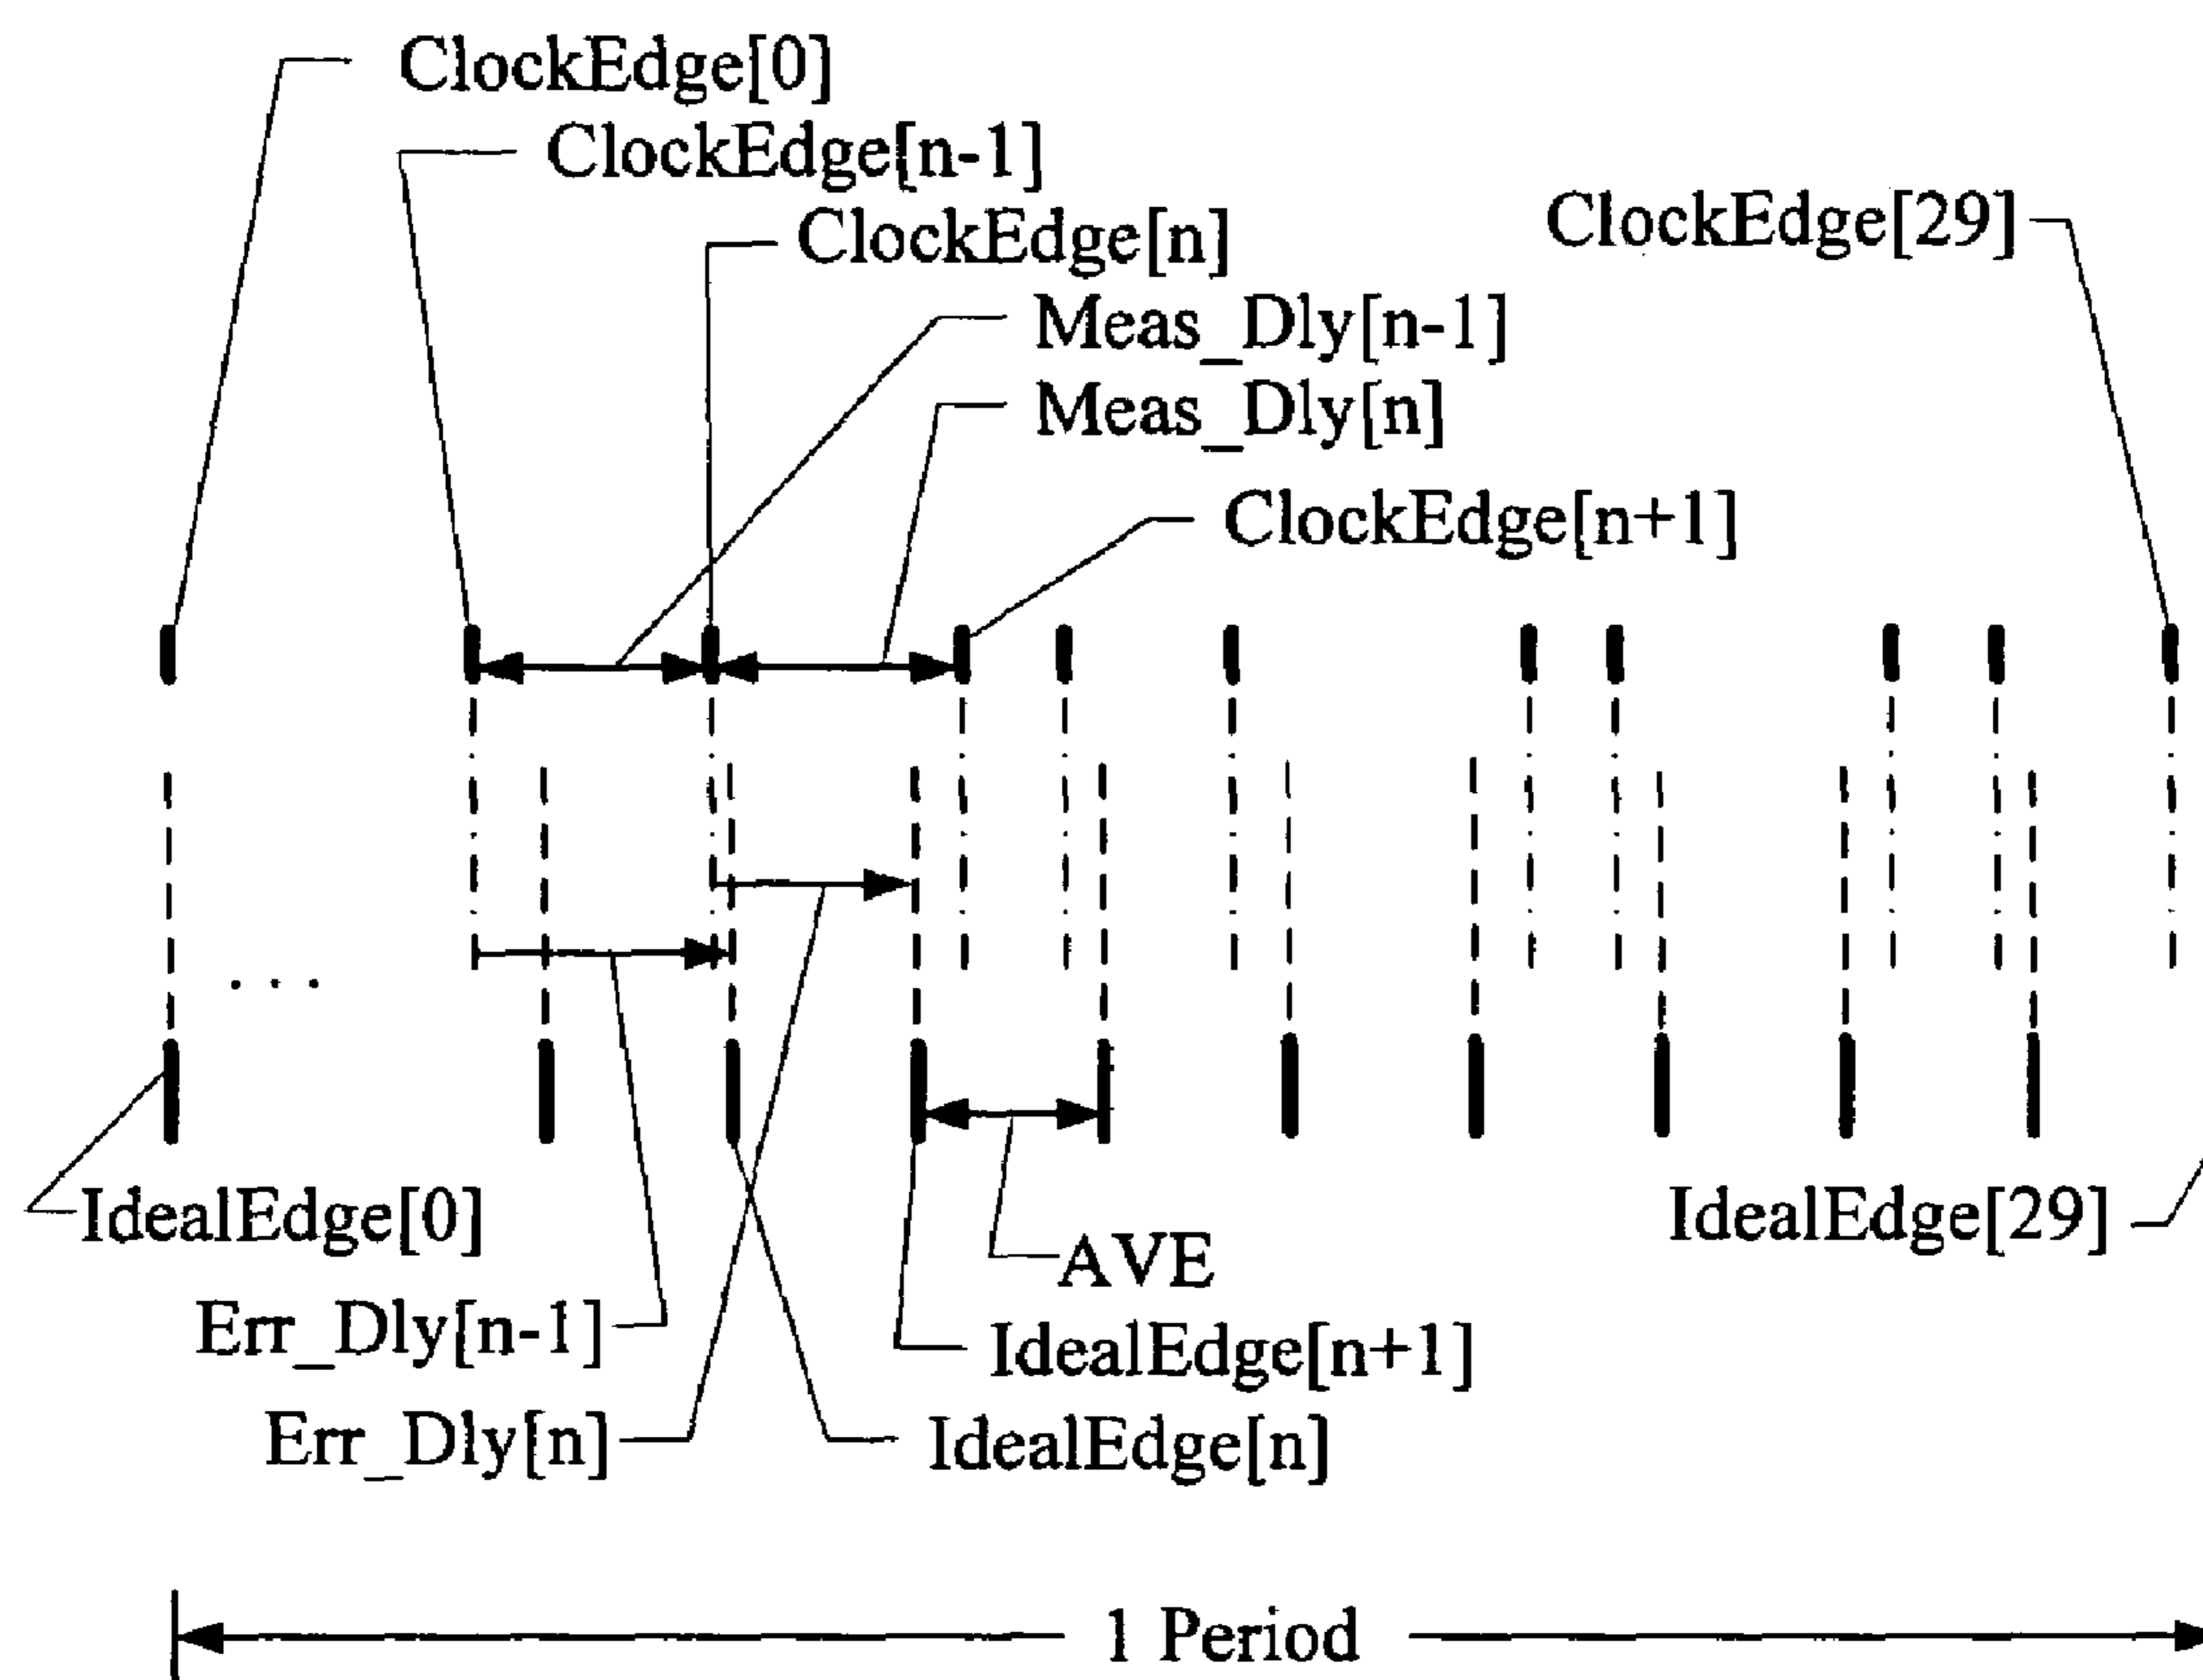 ClockEdge[0]
ClockEdge[n-1]
ClockEdge[n]
ClockEdge[29]
Meas_Dly[n-1]
Meas_Dly[n]
ClockEdge[n+1]
...
IdealEdge[0]
IdealEdge[29]
AVE
Err_Dly[n-1]
IdealEdge[n+1]
Err_Dly[n]
IdealEdge[n]
1 Period